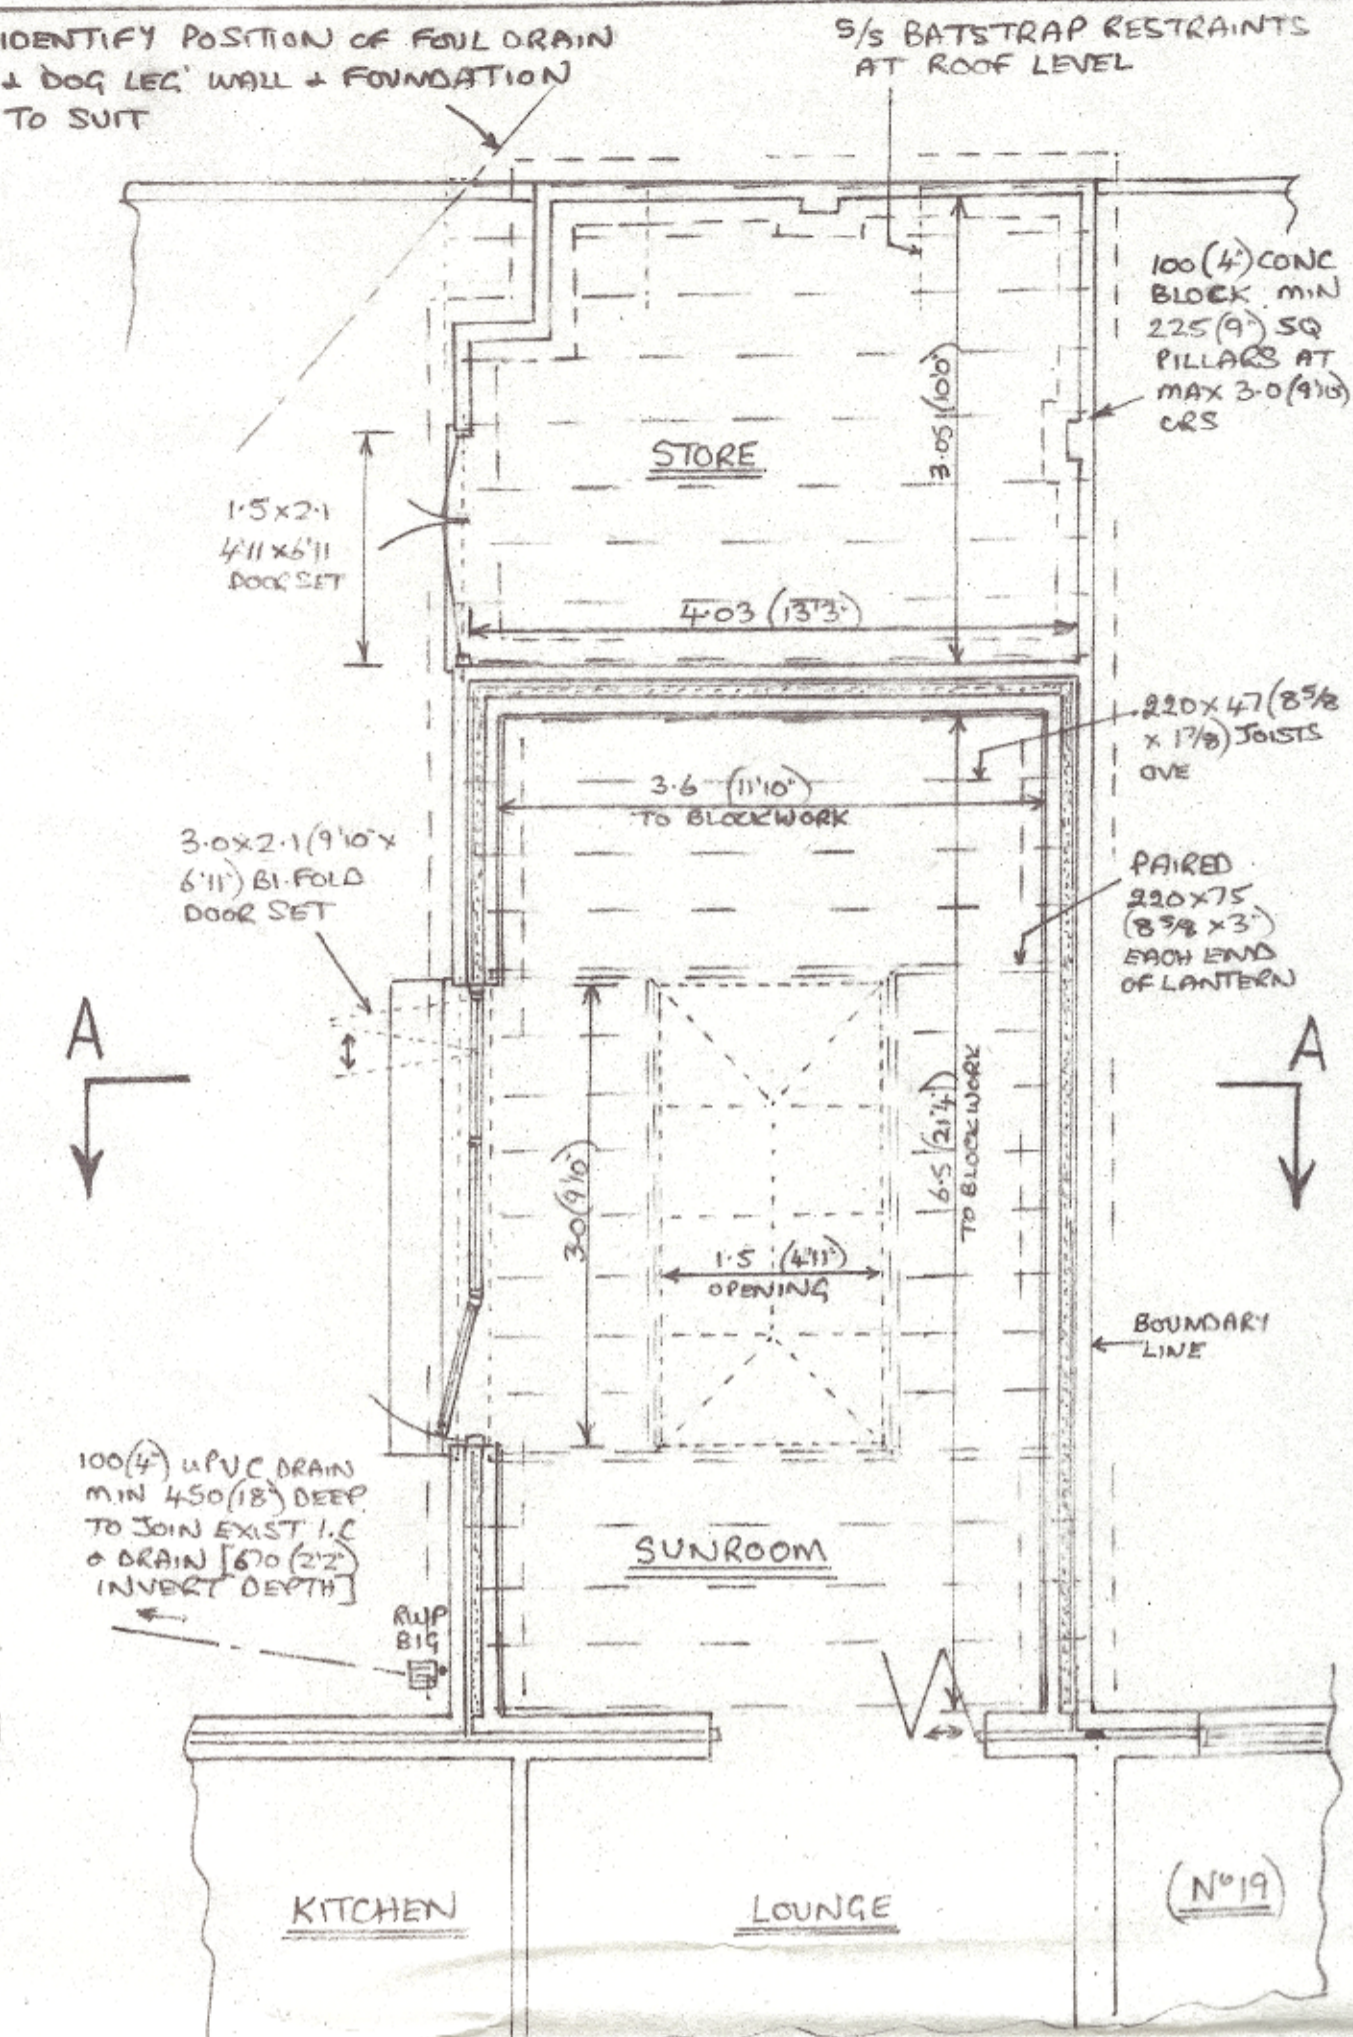 IDENTIFY POSITION OF FOUL DRAIN
& 'DOG LEG' WALL & FOUNDATION
TO SUIT
S/S BATSTRAP RESTRAINTS
AT ROOF LEVEL
100(4") CONC
BLOCK MIN
225(9") SQ
PILLARS AT
MAX 3.0(9'10")
CRS
STORE
3.05 (10'0")
1.5 x 2.1
4'11 x 6'11
DOOR SET
4.03 (13'3")
220 x 47 (8 5/8
x 1 7/8) JOISTS
OVE
3.6 (11'10")
TO BLOCKWORK
3.0 x 2.1 (9'10" x
6'11") BI-FOLD
DOOR SET
PAIRED
220 x 75
(8 5/8 x 3")
EACH END
OF LANTERN
A
A
6.5 (21'4")
TO BLOCKWORK
3.0 (9'10")
1.5 (4'11")
OPENING
BOUNDARY
LINE
100(4") UPVC DRAIN
MIN 450(18") DEEP
TO JOIN EXIST I.C
& DRAIN [670 (2'2")
INVERT DEPTH]
SUNROOM
RWP
BIG
KITCHEN
LOUNGE
(No 19)